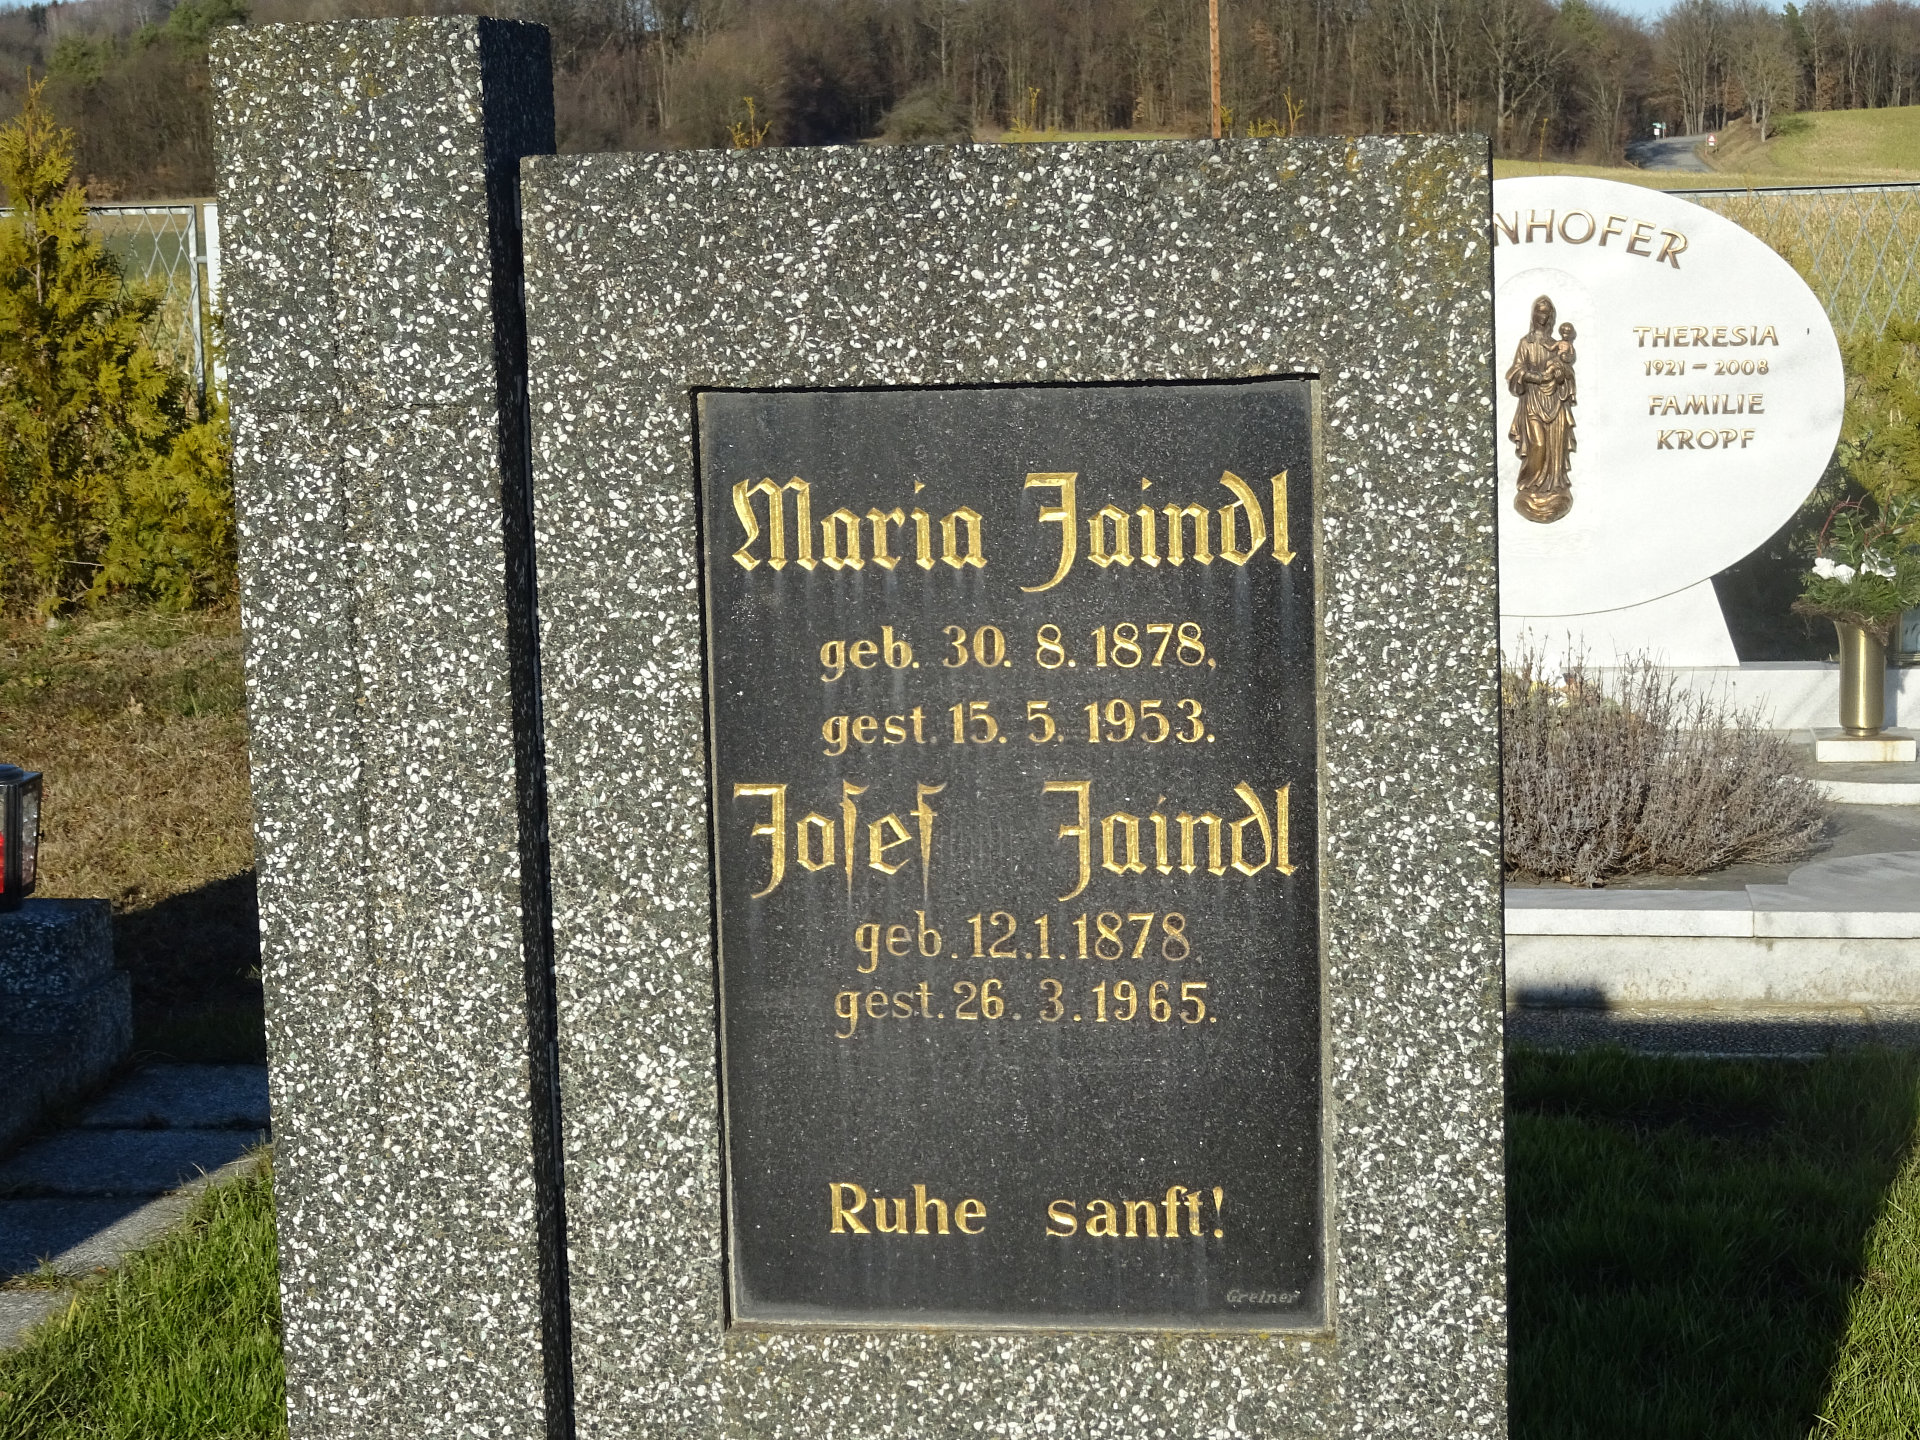 Maria Jaindl
geb. 30. 8. 1878,
gest. 15. 5. 1953.
Josef Jaindl
geb. 12. 1. 1878
gest. 26. 3. 1965.
Ruhe sanft!
Greiner
NHOFER
THERESIA
1921 – 2008
FAMILIE
KROPF